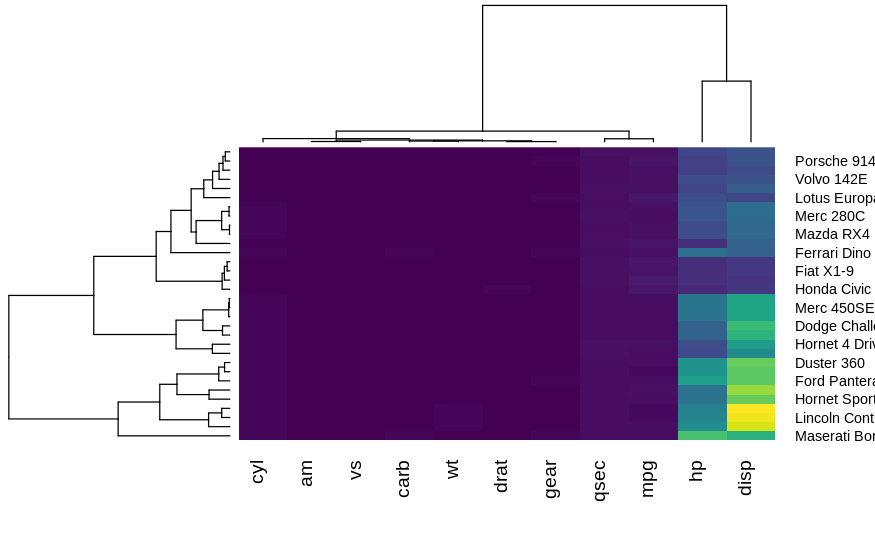 Porsche 914
Volvo 142E
Lotus Europa
Merc 280C
Mazda RX4
Ferrari Dino
Fiat X1-9
Honda Civic
Merc 450SE
Dodge Chall
Hornet 4 Driv
Duster 360
Ford Pantera
Hornet Sport
Lincoln Cont
Maserati Bor
cyl
am
vs
carb
wt
drat
gear
qsec
mpg
hp
disp